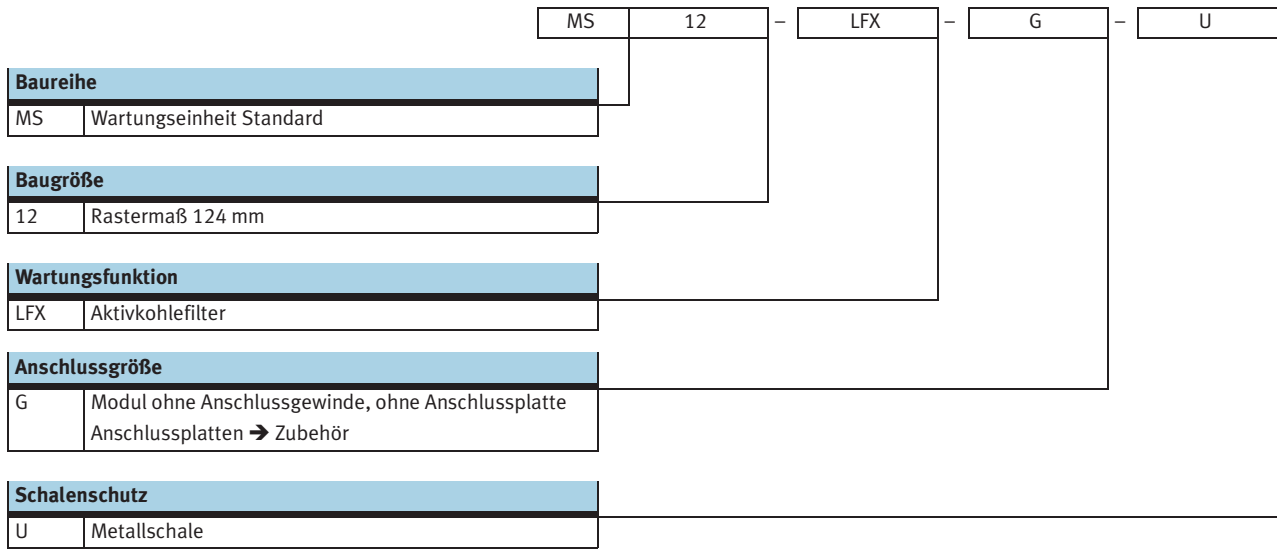 MS 12 – LFX – G – U
Baureihe
MS Wartungseinheit Standard
Baugröße
12 Rastermaß 124 mm
Wartungsfunktion
LFX Aktivkohlefilter
Anschlussgröße
G Modul ohne Anschlussgewinde, ohne Anschlussplatte
Anschlussplatten ➔ Zubehör
Schalenschutz
U Metallschale